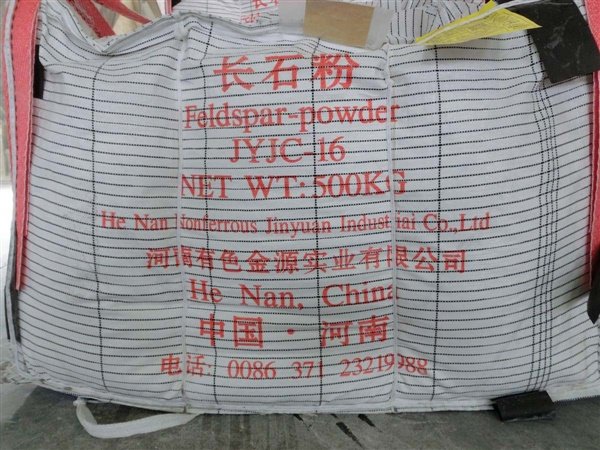 长石粉
Feldspar-powder
JYJC-16
NET WT:500KG
He Nan Nonferrous Jinyuan Industriai Co.,Ltd
河南有色金源实业有限公司
He Nan, China
中国·河南
电话: 0086 371 23219988